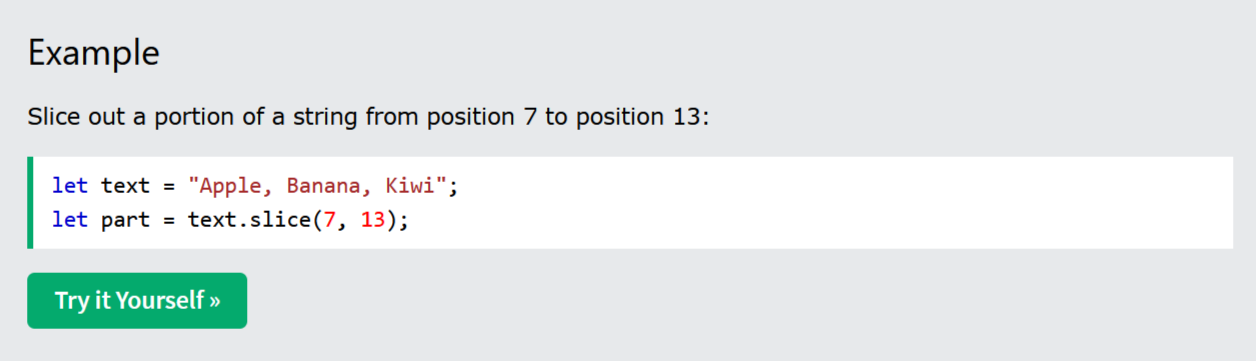 Example
Slice out a portion of a string from position 7 to position 13:
let text = "Apple, Banana, Kiwi";
let part = text.slice(7, 13);
Try it Yourself »